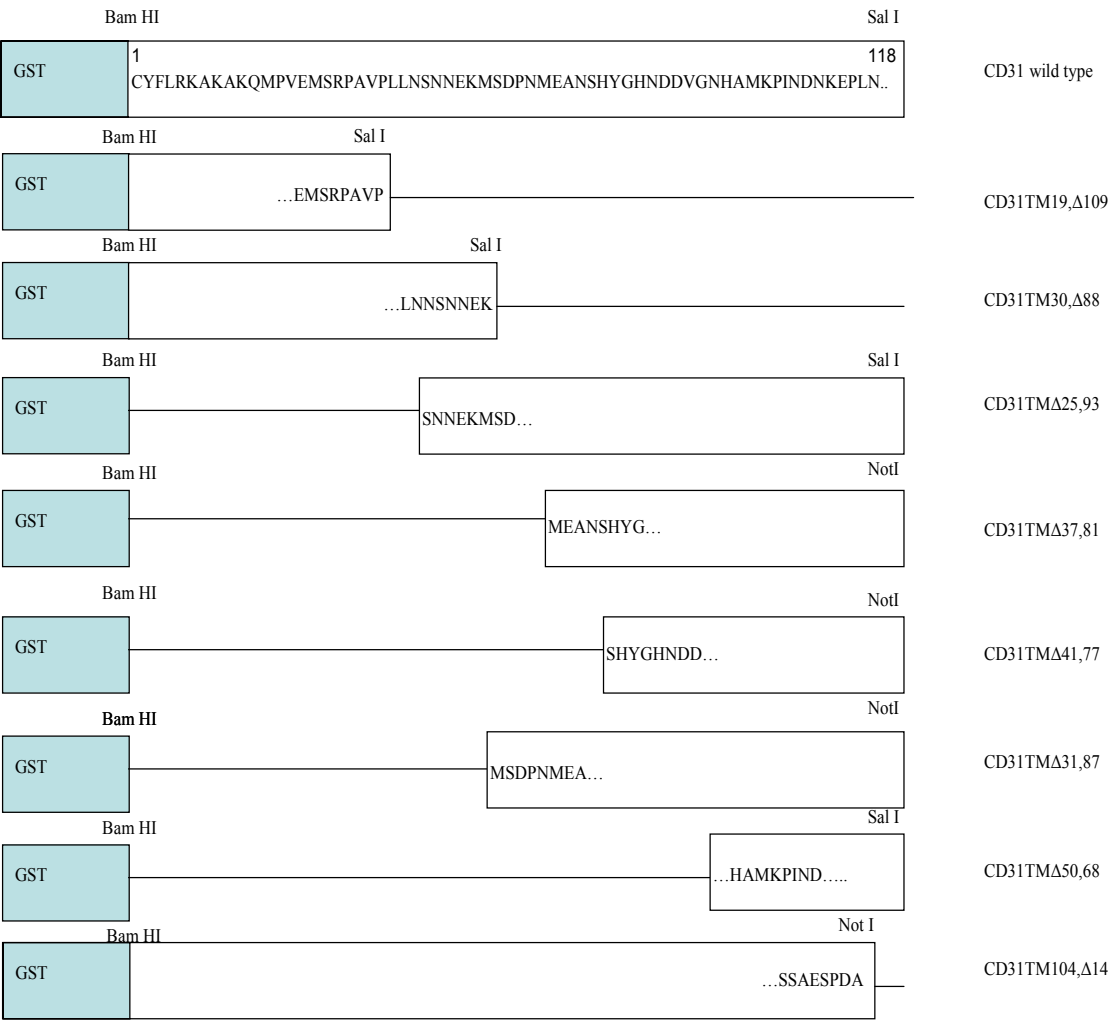 Bam HI Sal I
GST 1 118 CD31 wild type
CYFLRKAKAKQMPVEMSRPAVPLLNSNNEKMSDPNMEANSHYGHNDDVGNHAMKPINDNKEPLN..
Bam HI Sal I
GST …EMSRPAVP CD31TM19,Δ109
Bam HI Sal I
GST …LNNSNNEK CD31TM30,Δ88
Bam HI Sal I
GST SNNEKMSD… CD31TMΔ25,93
Bam HI NotI
GST MEANSHYG… CD31TMΔ37,81
Bam HI NotI
GST SHYGHNDD… CD31TMΔ41,77
Bam HI NotI
GST MSDPNMEA… CD31TMΔ31,87
Bam HI Sal I
GST …HAMKPIND….. CD31TMΔ50,68
Bam HI Not I
GST …SSAESPDA CD31TM104,Δ14